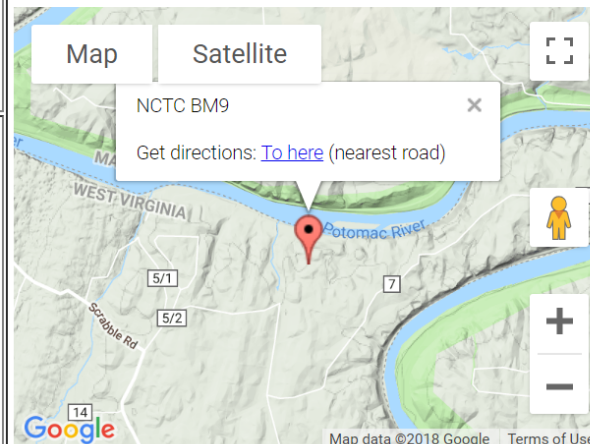 Map
Satellite
NCTC BM9
Get directions: To here (nearest road)
MA
WEST VIRGINIA
Potomac River
5/1
7
5/2
Scrabble Rd
14
Google
Map data ©2018 Google
Terms of Use